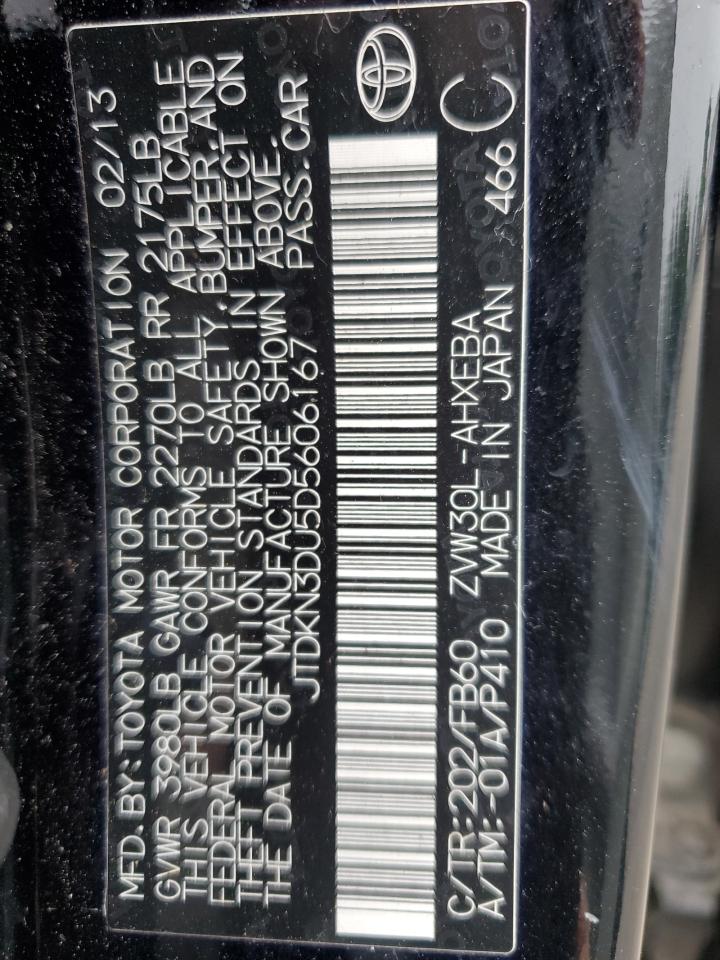 MFD. BY: TOYOTA MOTOR CORPORATION 02/13
GVWR 3980LB GAWR FR 2270LB RR 2175LB
THIS VEHICLE CONFORMS TO ALL APPLICABLE
FEDERAL MOTOR VEHICLE SAFETY, BUMPER, AND
THEFT PREVENTION STANDARDS IN EFFECT ON
THE DATE OF MANUFACTURE SHOWN ABOVE.
JTDKN3DU5D5606167 PASS. CAR
C/TR:202/FB60 ZVW30L-AHXEBA C
A/TM:-01A/P410 MADE IN JAPAN 466